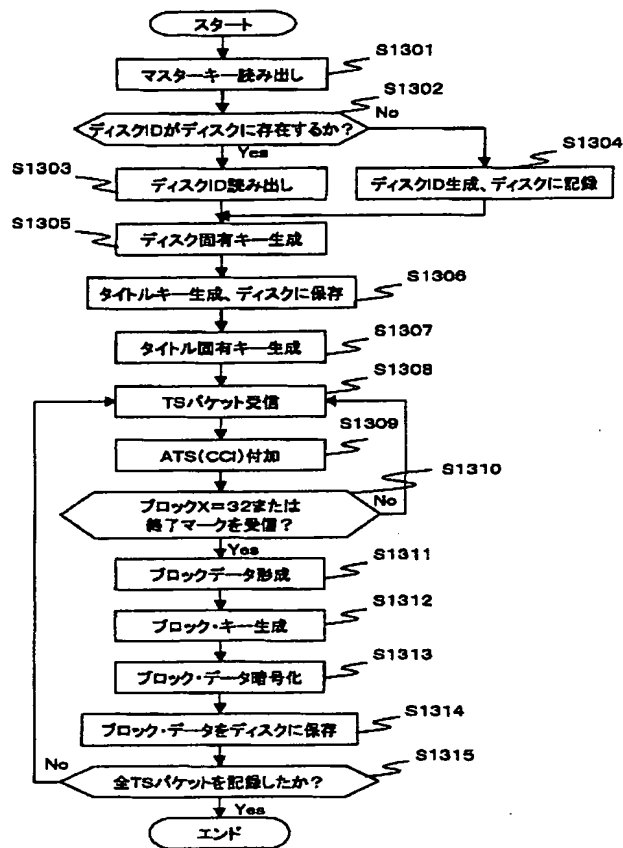 スタート
S1301
マスターキー読み出し
S1302
ディスクIDがディスクに存在するか?
No
Yes
S1303
S1304
ディスクID読み出し
ディスクID生成、ディスクに記録
S1305
ディスク固有キー生成
S1306
タイトルキー生成、ディスクに保存
S1307
タイトル固有キー生成
S1308
TSパケット受信
S1309
ATS(CCI)付加
S1310
ブロックX=32または
終了マークを受信?
No
Yes
S1311
ブロックデータ形成
S1312
ブロック・キー生成
S1313
ブロック・データ暗号化
S1314
ブロック・データをディスクに保存
S1315
No
全TSパケットを記録したか?
Yes
エンド